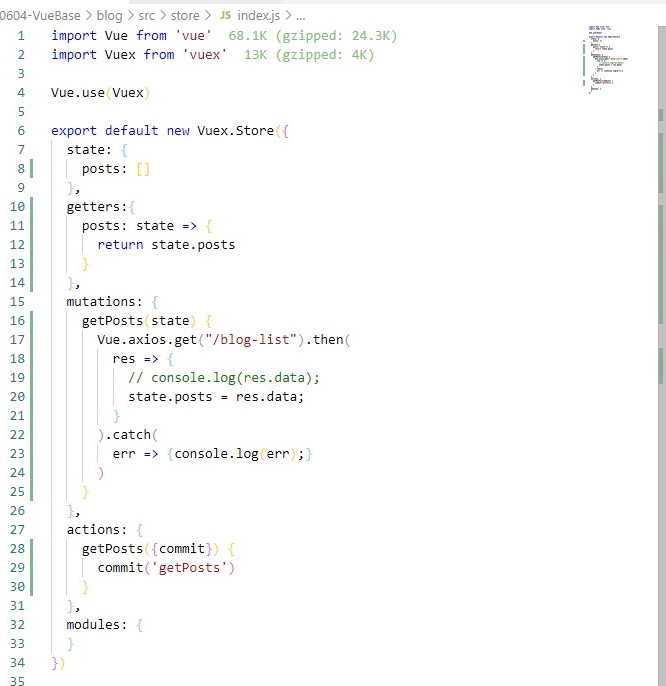 0604-VueBase > blog > src > store > JS index.js > ...
1 import Vue from 'vue' 68.1K (gzipped: 24.3K)
2 import Vuex from 'vuex' 13K (gzipped: 4K)
3
4 Vue.use(Vuex)
5
6 export default new Vuex.Store({
7 state: {
8 posts: []
9 },
10 getters:{
11 posts: state => {
12 return state.posts
13 }
14 },
15 mutations: {
16 getPosts(state) {
17 Vue.axios.get("/blog-list").then(
18 res => {
19 // console.log(res.data);
20 state.posts = res.data;
21 }
22 ).catch(
23 err => {console.log(err);}
24 )
25 }
26 },
27 actions: {
28 getPosts({commit}) {
29 commit('getPosts')
30 }
31 },
32 modules: {
33 }
34 })
35